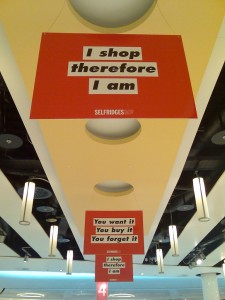 I shop
therefore
I am
SELFRIDGES
You want it
You buy it
You forget it
I shop
therefore
I am
4